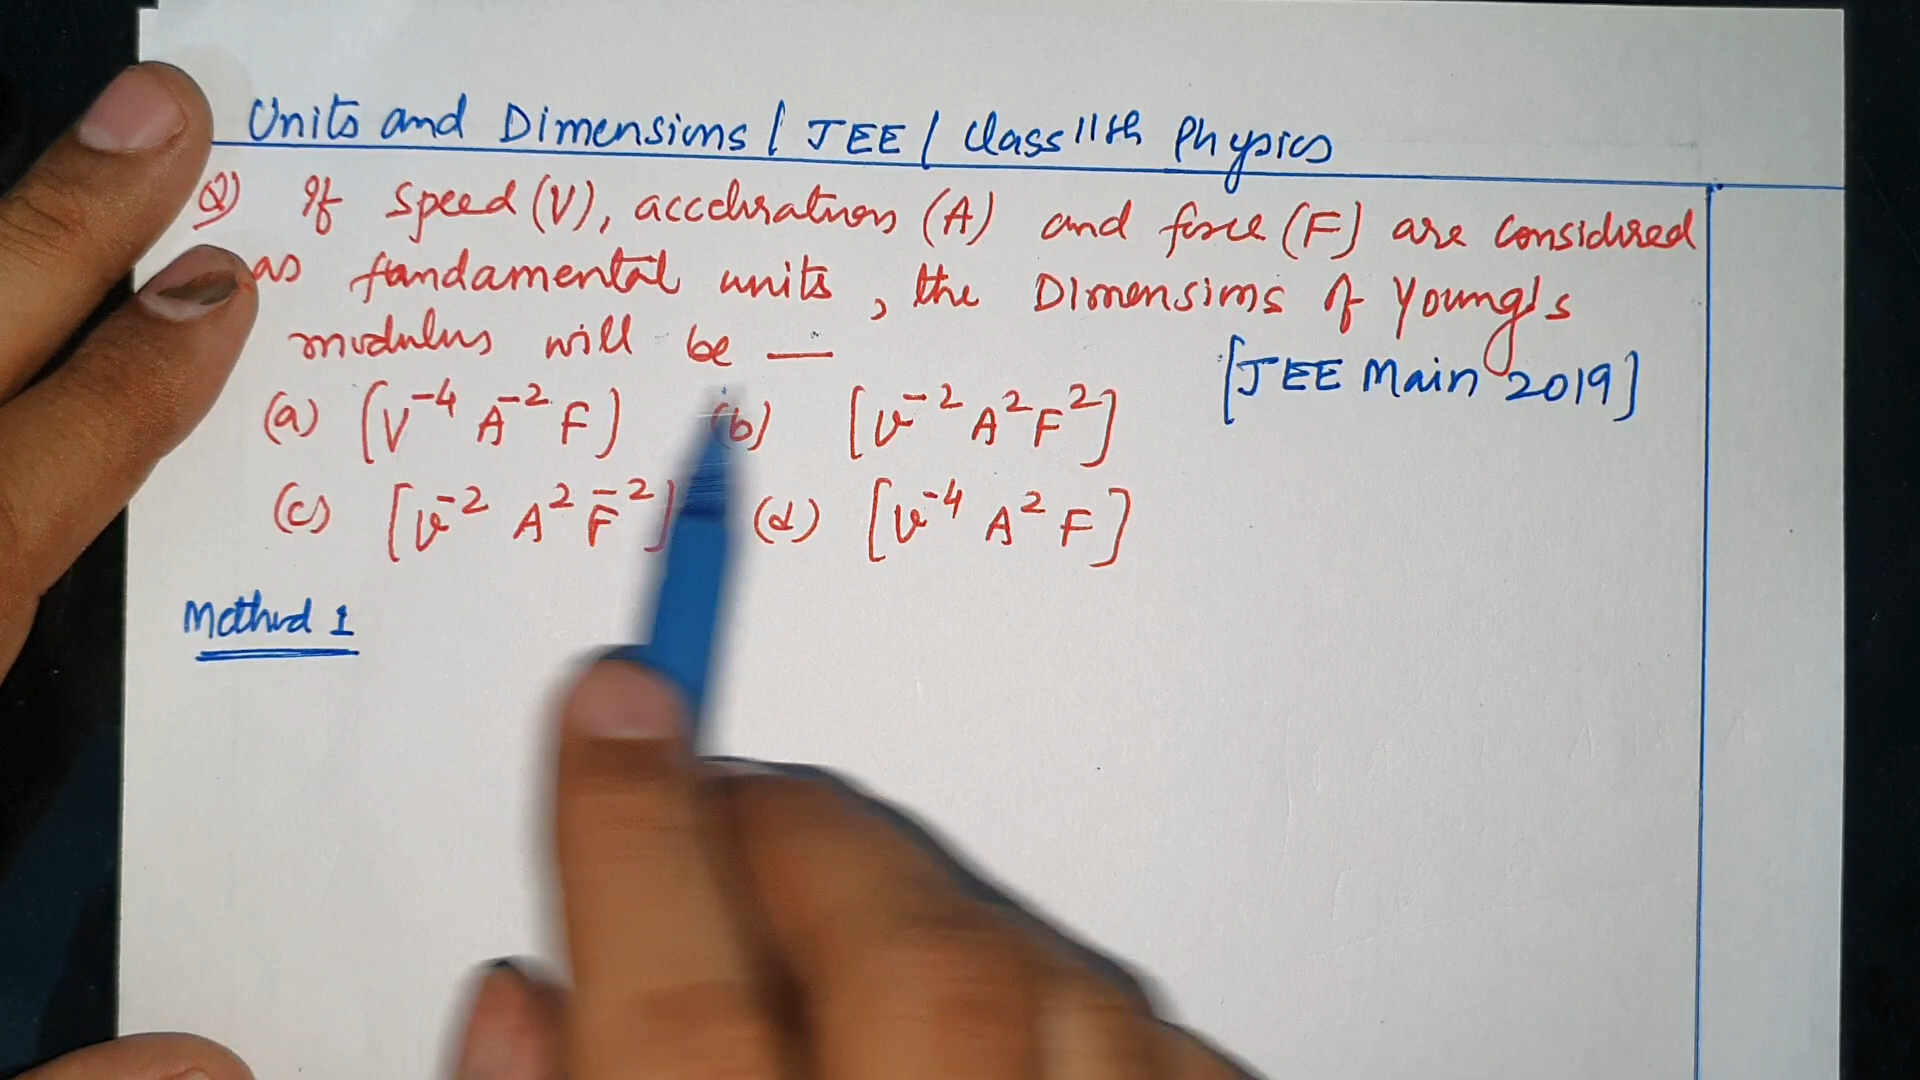 Units and Dimensions / JEE / Class 11th Physics
Q) If speed (V), acceleration (A) and force (F) are considered
as fundamental units, the Dimensions of Young's
modulus will be —
[JEE Main 2019]
(a) [V⁻⁴ A⁻² F] (b) [V⁻² A² F²]
(c) [V⁻² A² F⁻²] (d) [V⁻⁴ A² F]
Method 1